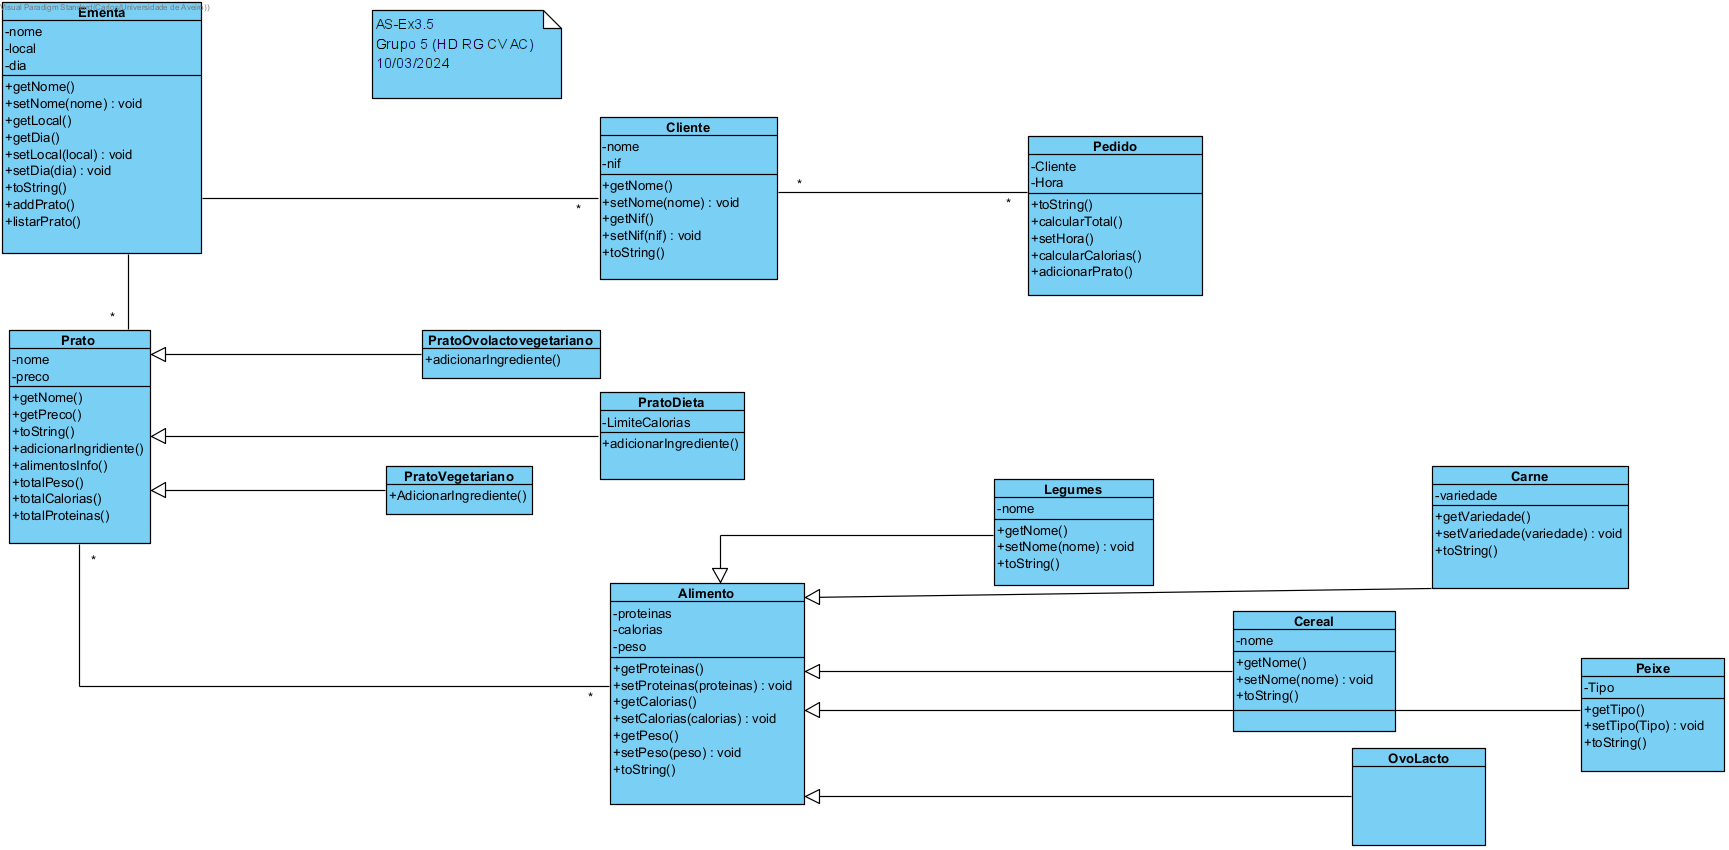 Visual Paradigm Standard(Carlos(Universidade de Aveiro))
Ementa
-nome
-local
-dia
+getNome()
+setNome(nome) : void
+getLocal()
+getDia()
+setLocal(local) : void
+setDia(dia) : void
+toString()
+addPrato()
+listarPrato()
AS-Ex3.5
Grupo 5 (HD RG CV AC)
10/03/2024
Cliente
-nome
-nif
+getNome()
+setNome(nome) : void
+getNif()
+setNif(nif) : void
+toString()
Pedido
-Cliente
-Hora
+toString()
+calcularTotal()
+setHora()
+calcularCalorias()
+adicionarPrato()
*
*
*
*
Prato
-nome
-preco
+getNome()
+getPreco()
+toString()
+adicionarIngridiente()
+alimentosInfo()
+totalPeso()
+totalCalorias()
+totalProteinas()
PratoOvolactovegetariano
+adicionarIngrediente()
PratoDieta
-LimiteCalorias
+adicionarIngrediente()
PratoVegetariano
+AdicionarIngrediente()
*
*
Legumes
-nome
+getNome()
+setNome(nome) : void
+toString()
Carne
-variedade
+getVariedade()
+setVariedade(variedade) : void
+toString()
Alimento
-proteinas
-calorias
-peso
+getProteinas()
+setProteinas(proteinas) : void
+getCalorias()
+setCalorias(calorias) : void
+getPeso()
+setPeso(peso) : void
+toString()
Cereal
-nome
+getNome()
+setNome(nome) : void
+toString()
Peixe
-Tipo
+getTipo()
+setTipo(Tipo) : void
+toString()
OvoLacto